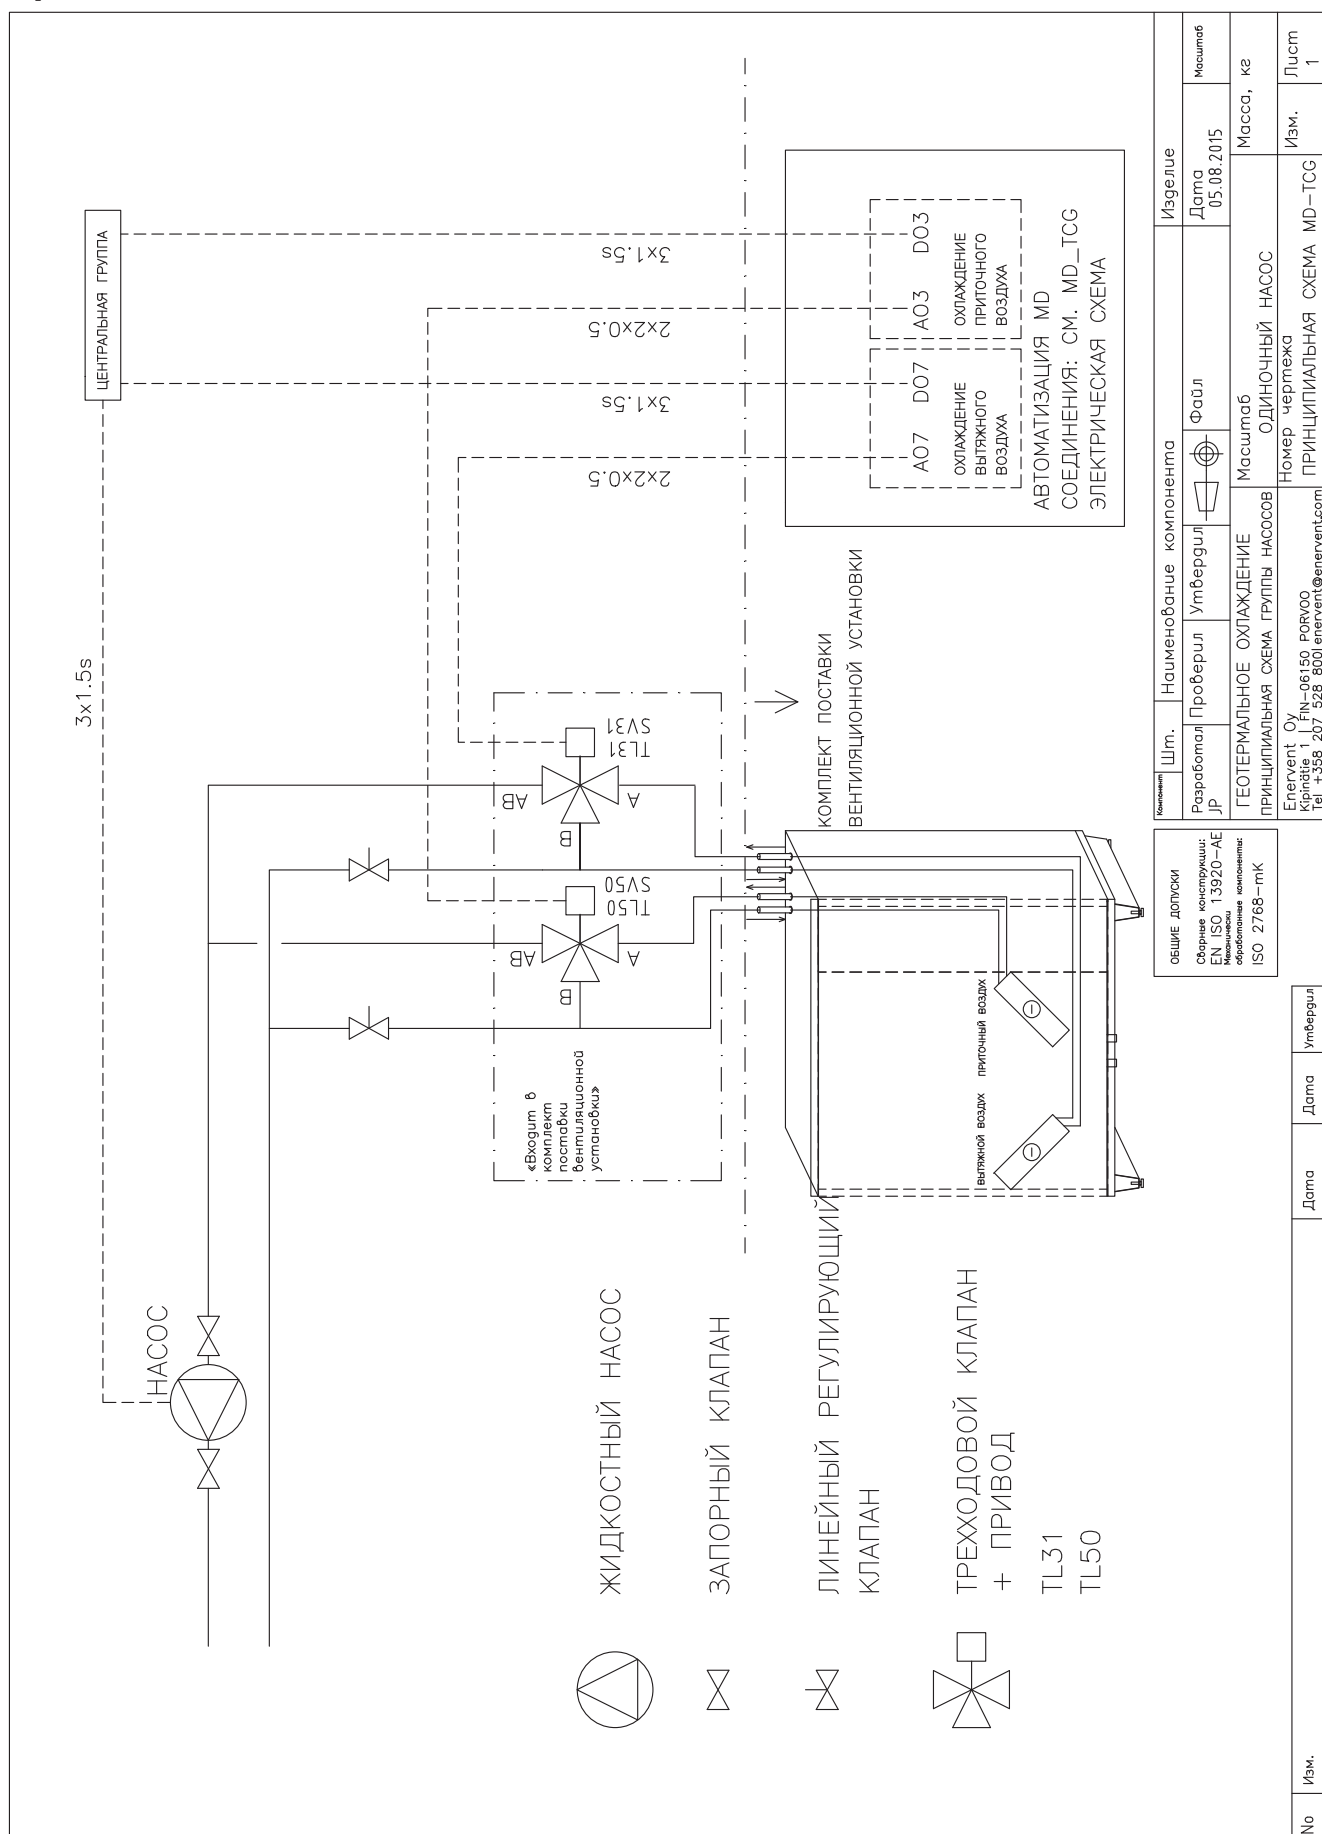 ЦЕНТРАЛЬНАЯ ГРУППА
3x1.5s
НАСОС
3x1.5s
2x2x0.5
3x1.5s
2x2x0.5
AB
A
B
TL31
SV31
AB
A
B
TL50
SV50
«Входит в
комплект
поставки
вентиляционной
установки»
КОМПЛЕКТ ПОСТАВКИ
ВЕНТИЛЯЦИОННОЙ УСТАНОВКИ
AO7 DO7
AO3 DO3
ОХЛАЖДЕНИЕ
ВЫТЯЖНОГО
ВОЗДУХА
ОХЛАЖДЕНИЕ
ПРИТОЧНОГО
ВОЗДУХА
АВТОМАТИЗАЦИЯ MD
СОЕДИНЕНИЯ: СМ. MD_TCG
ЭЛЕКТРИЧЕСКАЯ СХЕМА
ВЫТЯЖНОЙ ВОЗДУХ
ПРИТОЧНЫЙ ВОЗДУХ
ЖИДКОСТНЫЙ НАСОС
ЗАПОРНЫЙ КЛАПАН
ЛИНЕЙНЫЙ РЕГУЛИРУЮЩИЙ
КЛАПАН
ТРЕХХОДОВОЙ КЛАПАН
+ ПРИВОД
TL31
TL50
ОБЩИЕ ДОПУСКИ
Сварные конструкции:
EN ISO 13920-AE
Механически
обработанные компоненты:
ISO 2768-mK
Компонент
Шт.
Наименование компонента
Изделие
Разработал
JP
Проверил
Утвердил
Файл
Дата
05.08.2015
Масштаб
ГЕОТЕРМАЛЬНОЕ ОХЛАЖДЕНИЕ
ПРИНЦИПИАЛЬНАЯ СХЕМА ГРУППЫ НАСОСОВ
Масштаб
ОДИНОЧНЫЙ НАСОС
Масса, кг
Enervent Oy
Kipinätie 1 | FIN-06150 PORVOO
Tel +358 207 528 800| enervent@enervent.com
Номер чертежа
ПРИНЦИПИАЛЬНАЯ СХЕМА MD-TCG
Изм.
Лист
1
No
Изм.
Дата
Дата
Утвердил